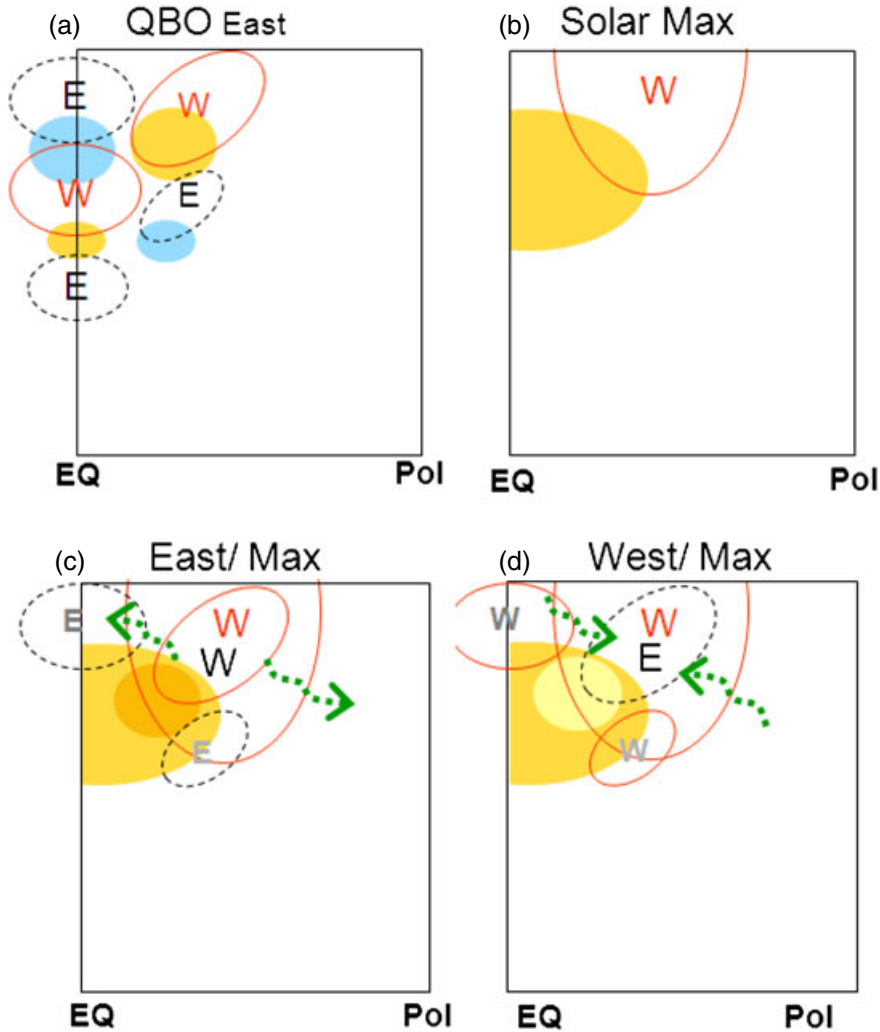 (a)
QBO East
E
W
W
E
E
EQ
Pol
(b)
Solar Max
W
EQ
Pol
(c)
East/ Max
E
W
W
E
EQ
Pol
(d)
West/ Max
W
W
E
W
EQ
Pol